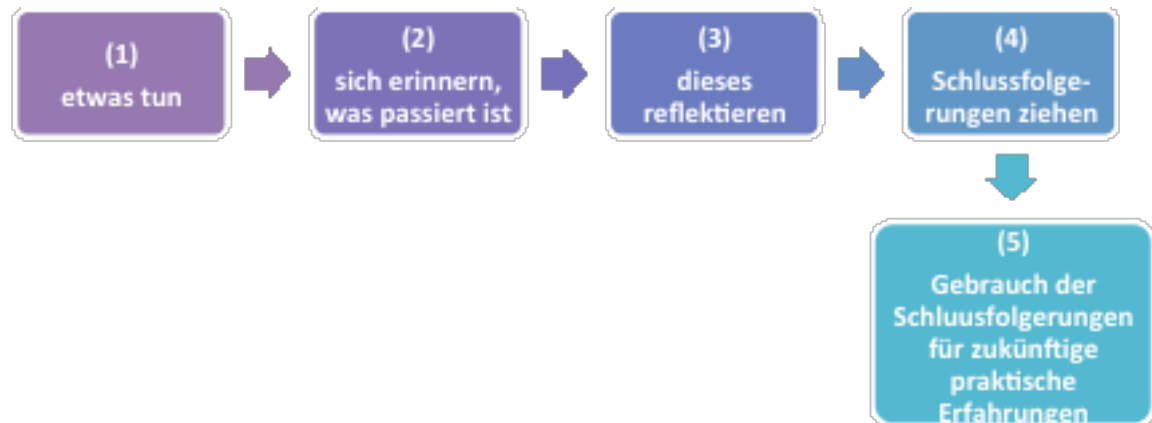 (1)
etwas tun
(2)
sich erinnern,
was passiert ist
(3)
dieses
reflektieren
(4)
Schlussfolge-
rungen ziehen
(5)
Gebrauch der
Schluusfolgerungen
für zukünftige
praktische
Erfahrungen